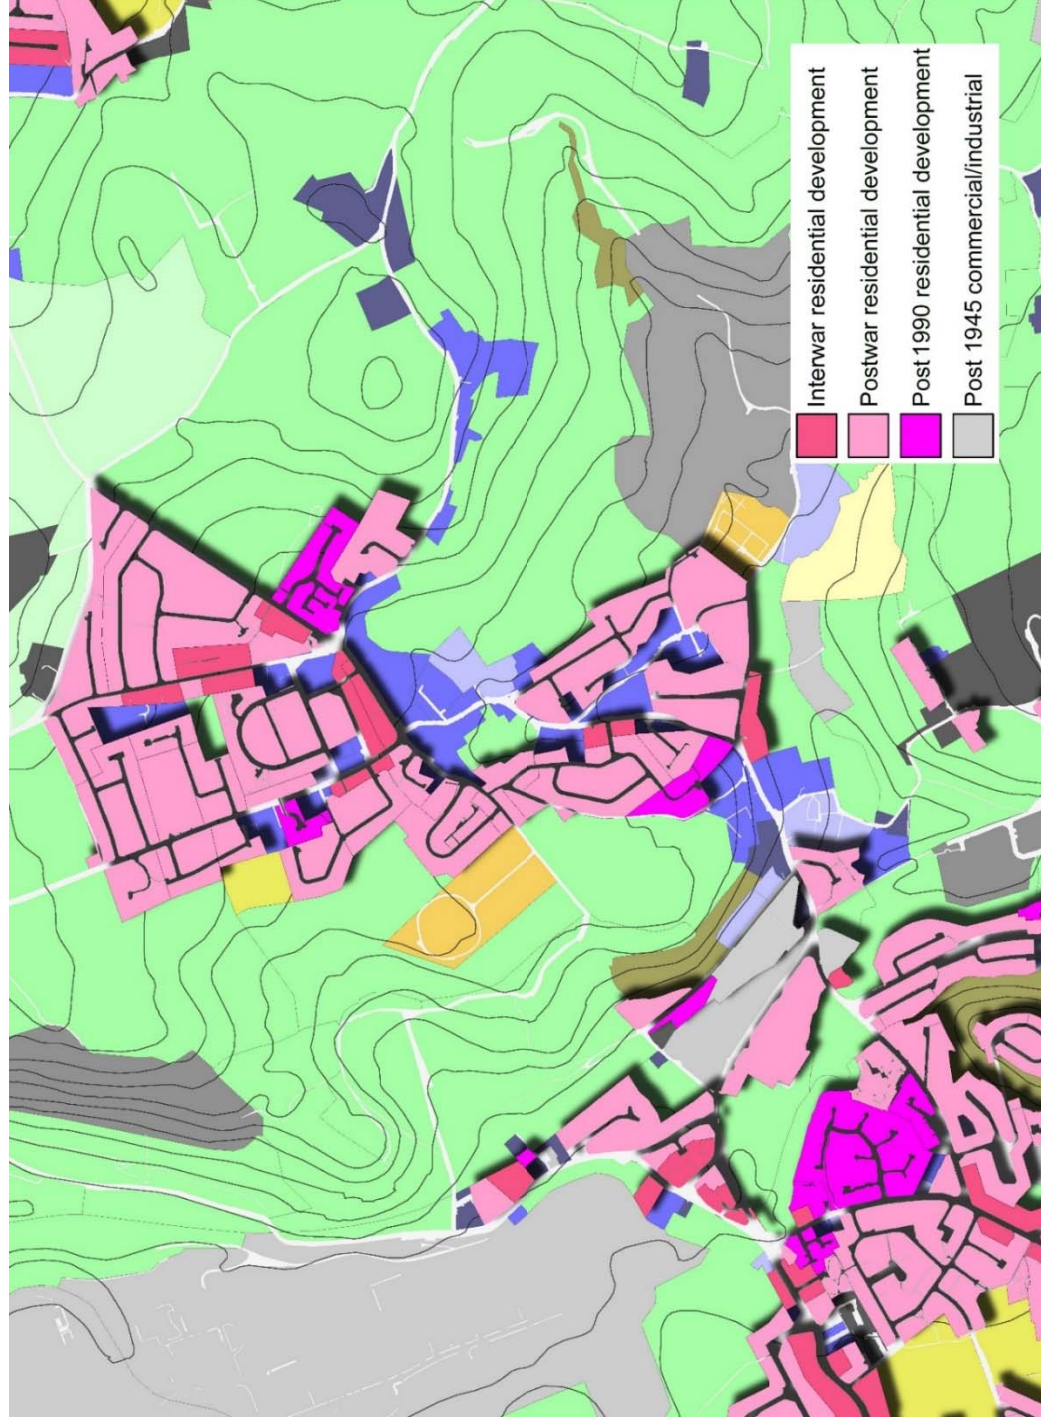 Interwar residential development
Postwar residential development
Post 1990 residential development
Post 1945 commercial/industrial